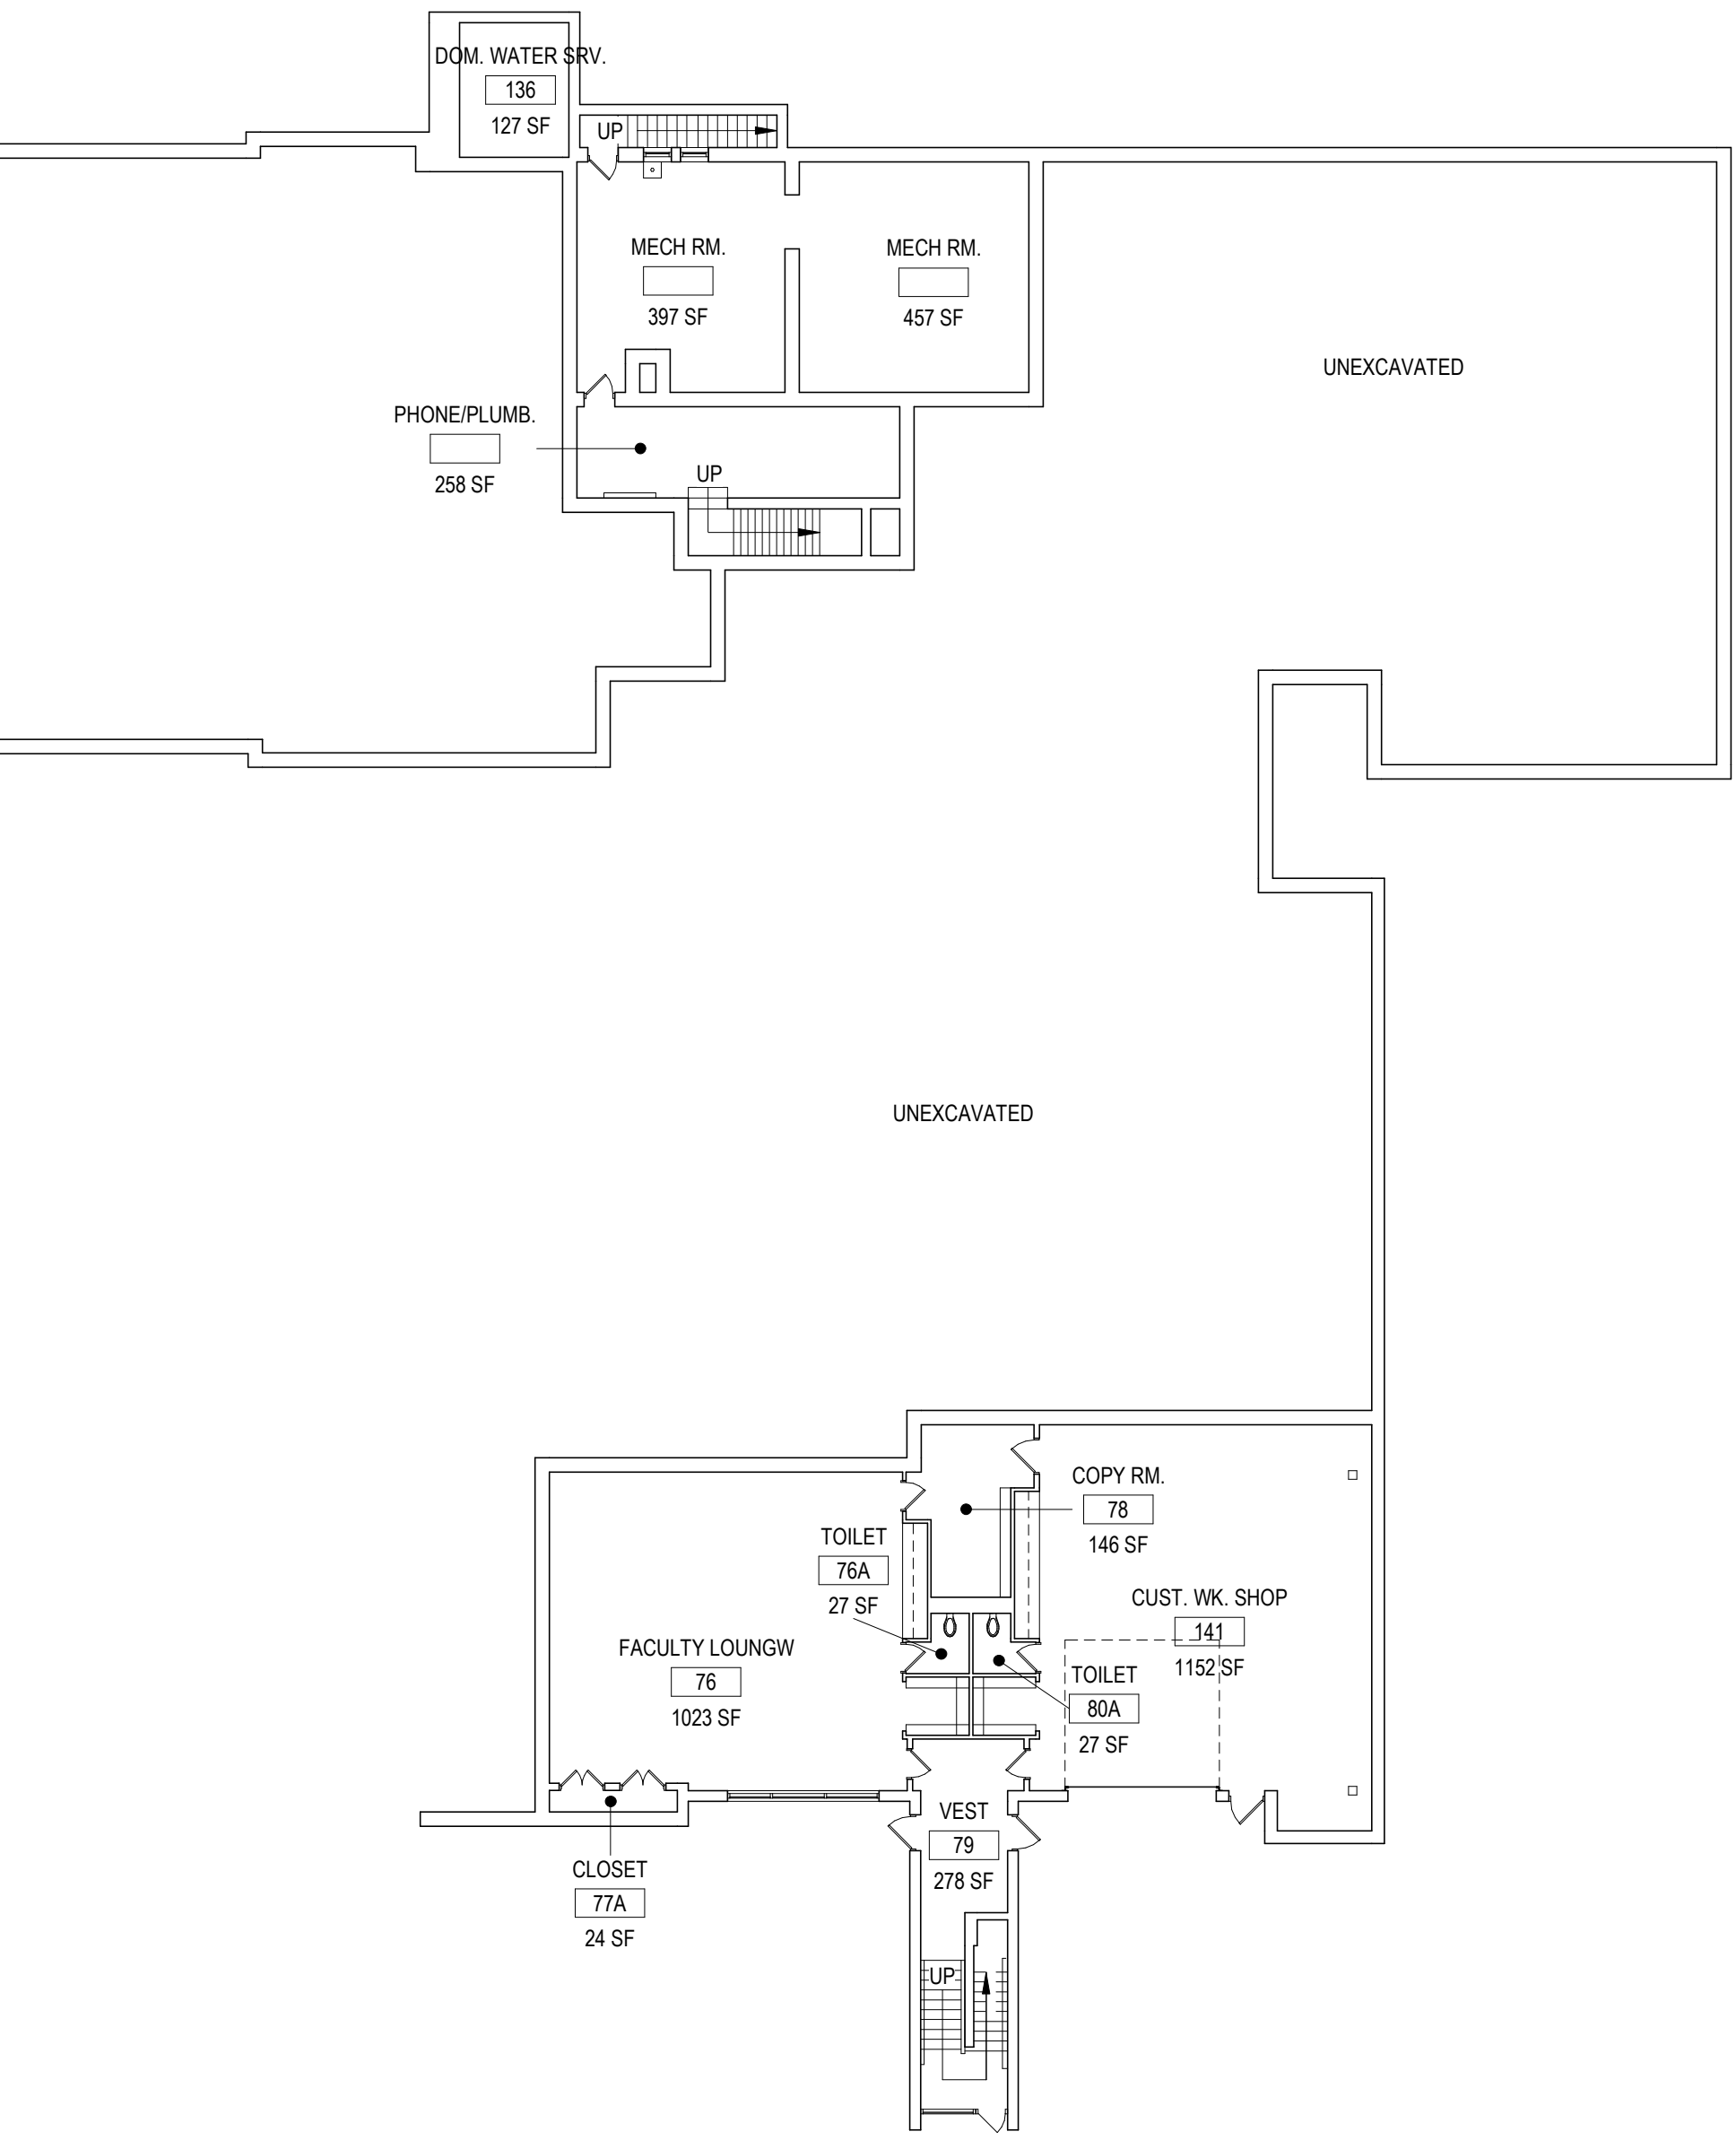 DOM. WATER SRV.
136
127 SF
UP
MECH RM.
397 SF
MECH RM.
457 SF
UNEXCAVATED
PHONE/PLUMB.
258 SF
UP
UNEXCAVATED
COPY RM.
78
146 SF
TOILET
76A
27 SF
CUST. WK. SHOP
141
1152 SF
FACULTY LOUNGW
76
1023 SF
TOILET
80A
27 SF
VEST
79
278 SF
CLOSET
77A
24 SF
UP